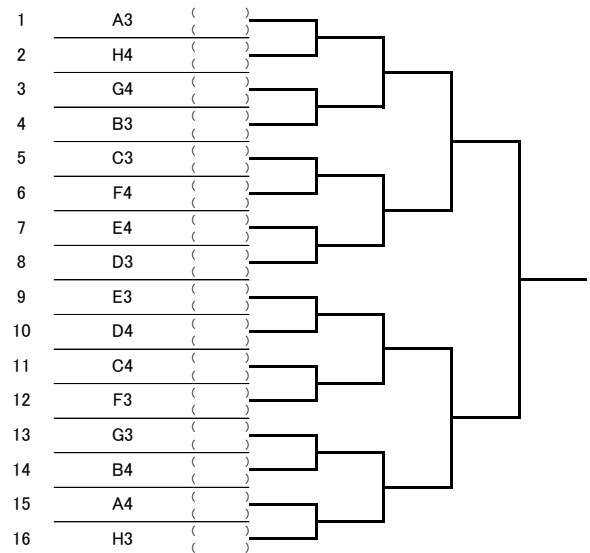 1 A3 ( )
( )
2 H4 ( )
( )
3 G4 ( )
( )
4 B3 ( )
( )
5 C3 ( )
( )
6 F4 ( )
( )
7 E4 ( )
( )
8 D3 ( )
( )
9 E3 ( )
( )
10 D4 ( )
( )
11 C4 ( )
( )
12 F3 ( )
( )
13 G3 ( )
( )
14 B4 ( )
( )
15 A4 ( )
( )
16 H3 ( )
( )